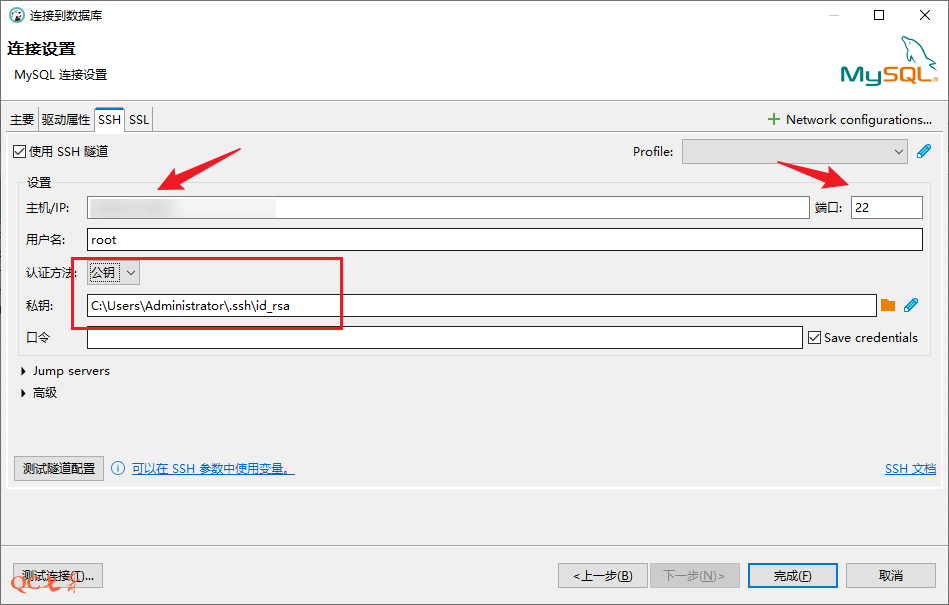 连接到数据库
连接设置
MySQL 连接设置
MySQL®
主要 驱动属性 SSH SSL
Network configurations...
使用 SSH 隧道 Profile:
设置
主机/IP: 端口: 22
用户名: root
认证方法: 公钥
私钥: C:\Users\Administrator\.ssh\id_rsa
口令 Save credentials
Jump servers
高级
测试隧道配置 可以在 SSH 参数中使用变量。 SSH 文档
测试连接(T)... <上一步(B) 下一步(N)> 完成(F) 取消